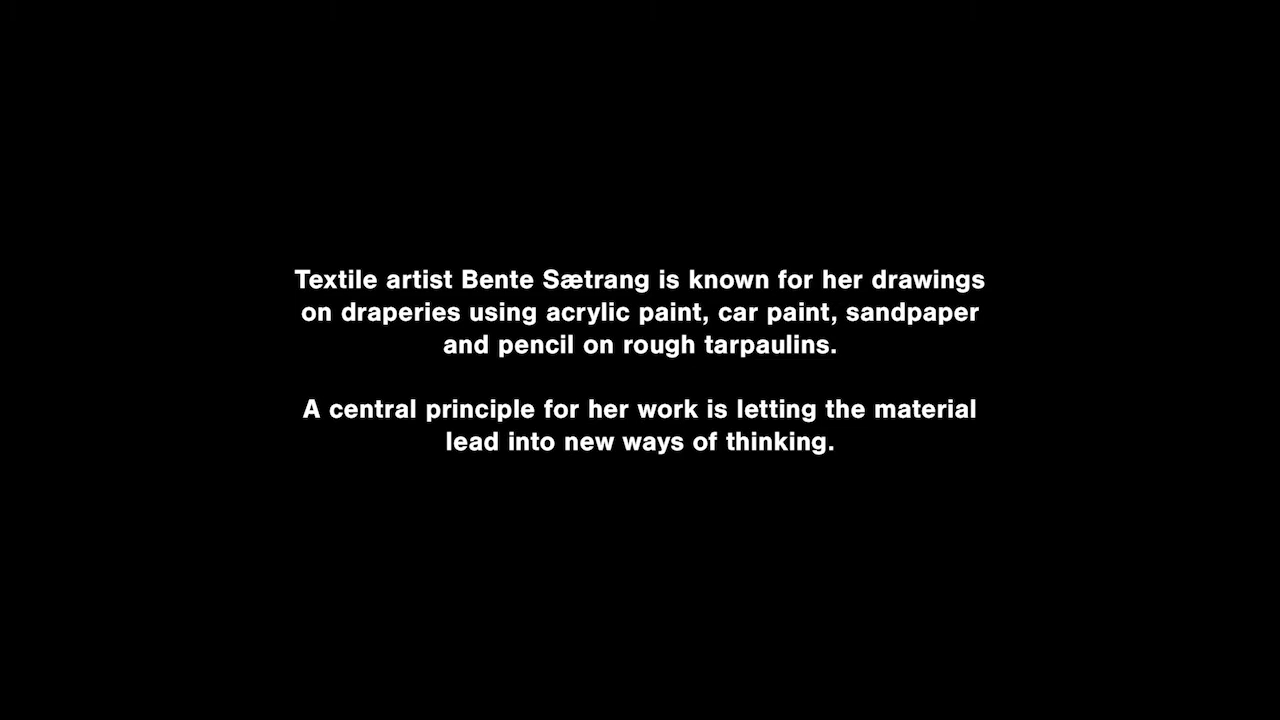 Textile artist Bente Sætrang is known for her drawings
on draperies using acrylic paint, car paint, sandpaper
and pencil on rough tarpaulins.
A central principle for her work is letting the material
lead into new ways of thinking.